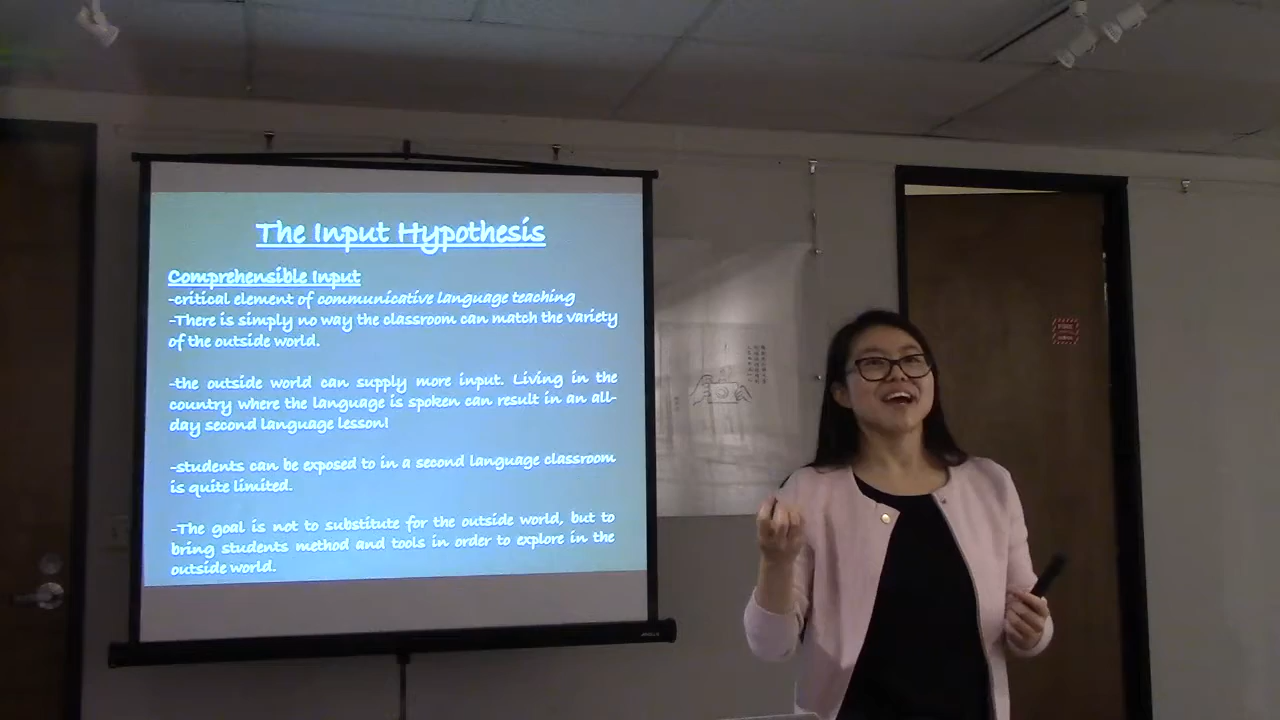 The Input Hypothesis
Comprehensible Input
-critical element of communicative language teaching
-There is simply no way the classroom can match the variety
of the outside world.
-the outside world can supply more input. Living in the
country where the language is spoken can result in an all-
day second language lesson!
-students can be exposed to in a second language classroom
is quite limited.
-The goal is not to substitute for the outside world, but to
bring students method and tools in order to explore in the
outside world.